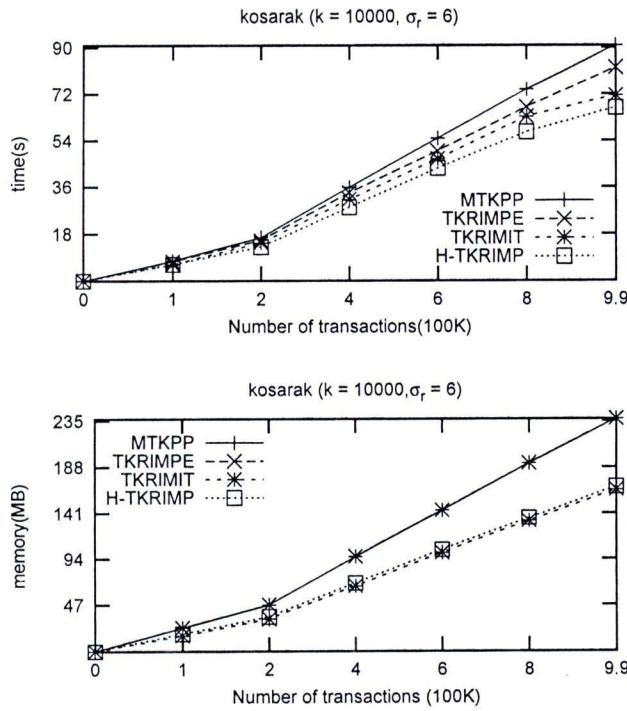 kosarak (k = 10000, σr = 6)
90
72
54
36
18
time(s)
MTKPP
TKRIMPE
TKRIMIT
H-TKRIMP
0 1 2 4 6 8 9.9
Number of transactions(100K)
kosarak (k = 10000,σr = 6)
235
188
141
94
47
memory(MB)
MTKPP
TKRIMPE
TKRIMIT
H-TKRIMP
0 1 2 4 6 8 9.9
Number of transactions (100K)